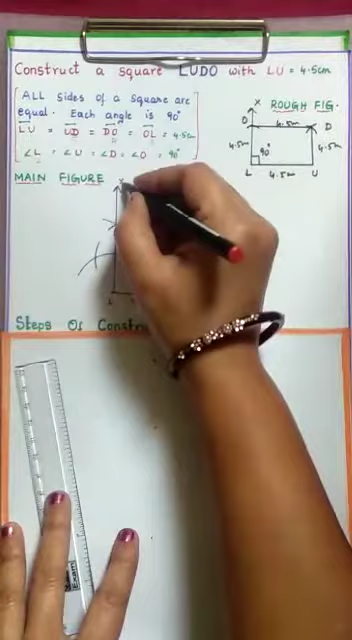 Construct a square LUDO with LU = 4.5cm
ALL sides of a square are
equal. Each angle is 90°
LU = UD = DO = OL = 4.5cm
∠L = ∠U = ∠D = ∠O = 90°
X ROUGH FIG.
O 4.5cm D
4.5cm 4.5cm
90°
L 4.5cm U
MAIN FIGURE
X
L
Steps Of Constr
Exam